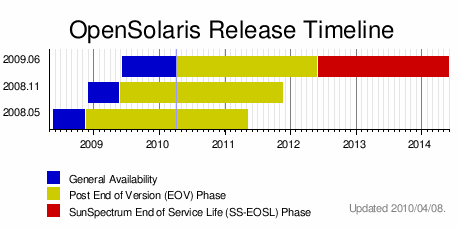 OpenSolaris Release Timeline
2009.06
2008.11
2008.05
2009 2010 2011 2012 2013 2014
General Availability
Post End of Version (EOV) Phase
SunSpectrum End of Service Life (SS-EOSL) Phase
Updated 2010/04/08.